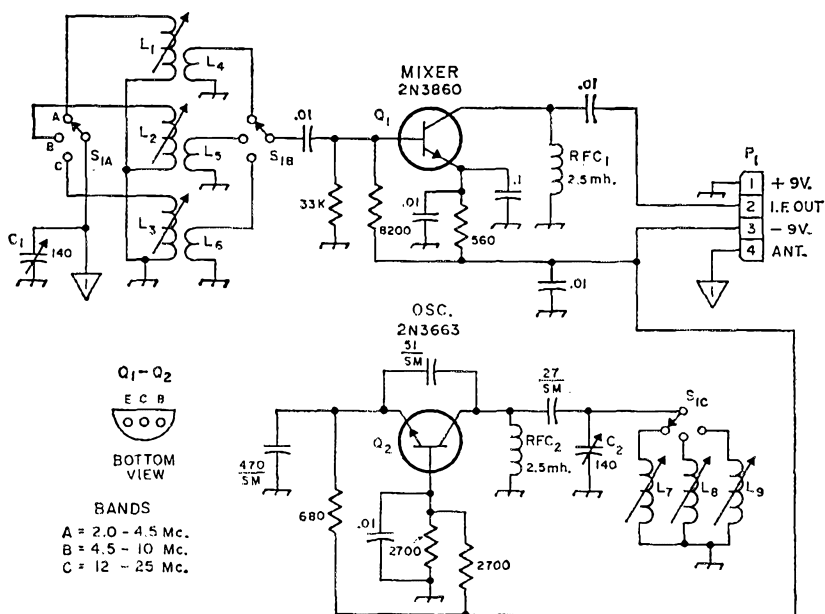 L1
L4
MIXER
2N3860
.01
A
L2
.01
Q1
B
S1A
L5
S1B
P1
C
RFC1
2.5mh.
1 + 9V.
.1
2 I.F. OUT
L3
.01
3 - 9V.
33K
C1
140
L6
8200
560
4 ANT.
1
.01
1
OSC.
2N3663
51
SM
Q1-Q2
27
SM
S1C
E C B
Q2
RFC2
2.5mh.
C2
140
BOTTOM
VIEW
470
SM
L7
L8
L9
BANDS
680
.01
2700
2700
A = 2.0 - 4.5 Mc.
B = 4.5 - 10 Mc.
C = 12 - 25 Mc.